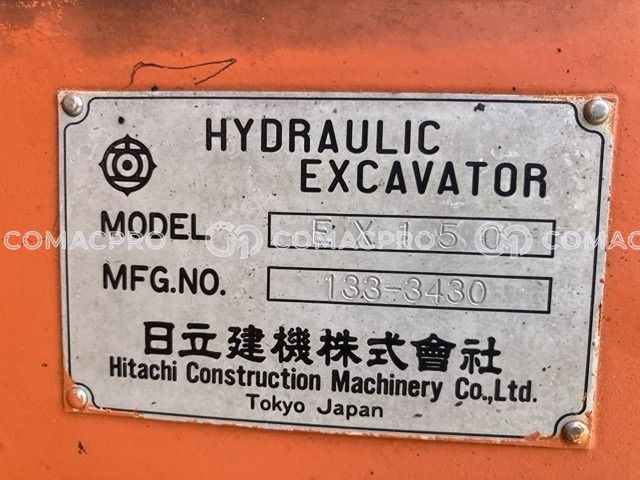 HYDRAULIC
EXCAVATOR
MODEL EX150
MFG.NO. 133-3430
日立建機株式會社
Hitachi Construction Machinery Co.,Ltd.
Tokyo Japan
COMACPRO COMACPRO COMACPRO